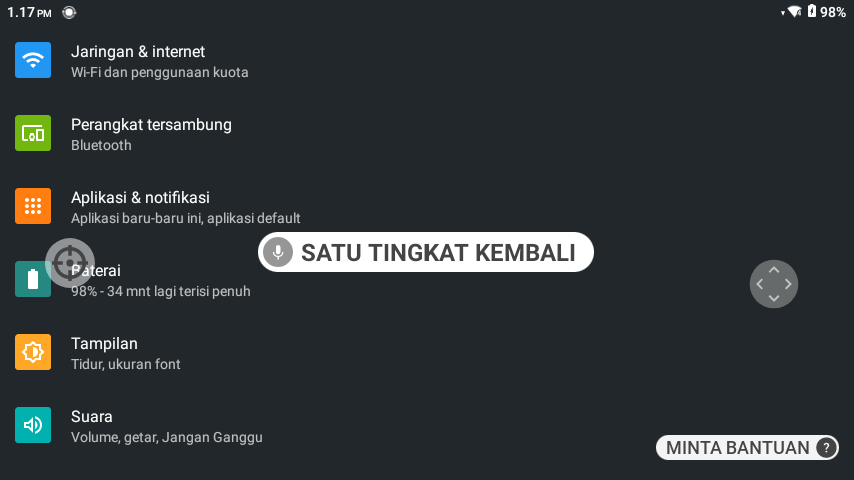 1.17 PM
98%
Jaringan & internet
Wi-Fi dan penggunaan kuota
Perangkat tersambung
Bluetooth
Aplikasi & notifikasi
Aplikasi baru-baru ini, aplikasi default
SATU TINGKAT KEMBALI
Baterai
98% - 34 mnt lagi terisi penuh
Tampilan
Tidur, ukuran font
Suara
Volume, getar, Jangan Ganggu
MINTA BANTUAN ?